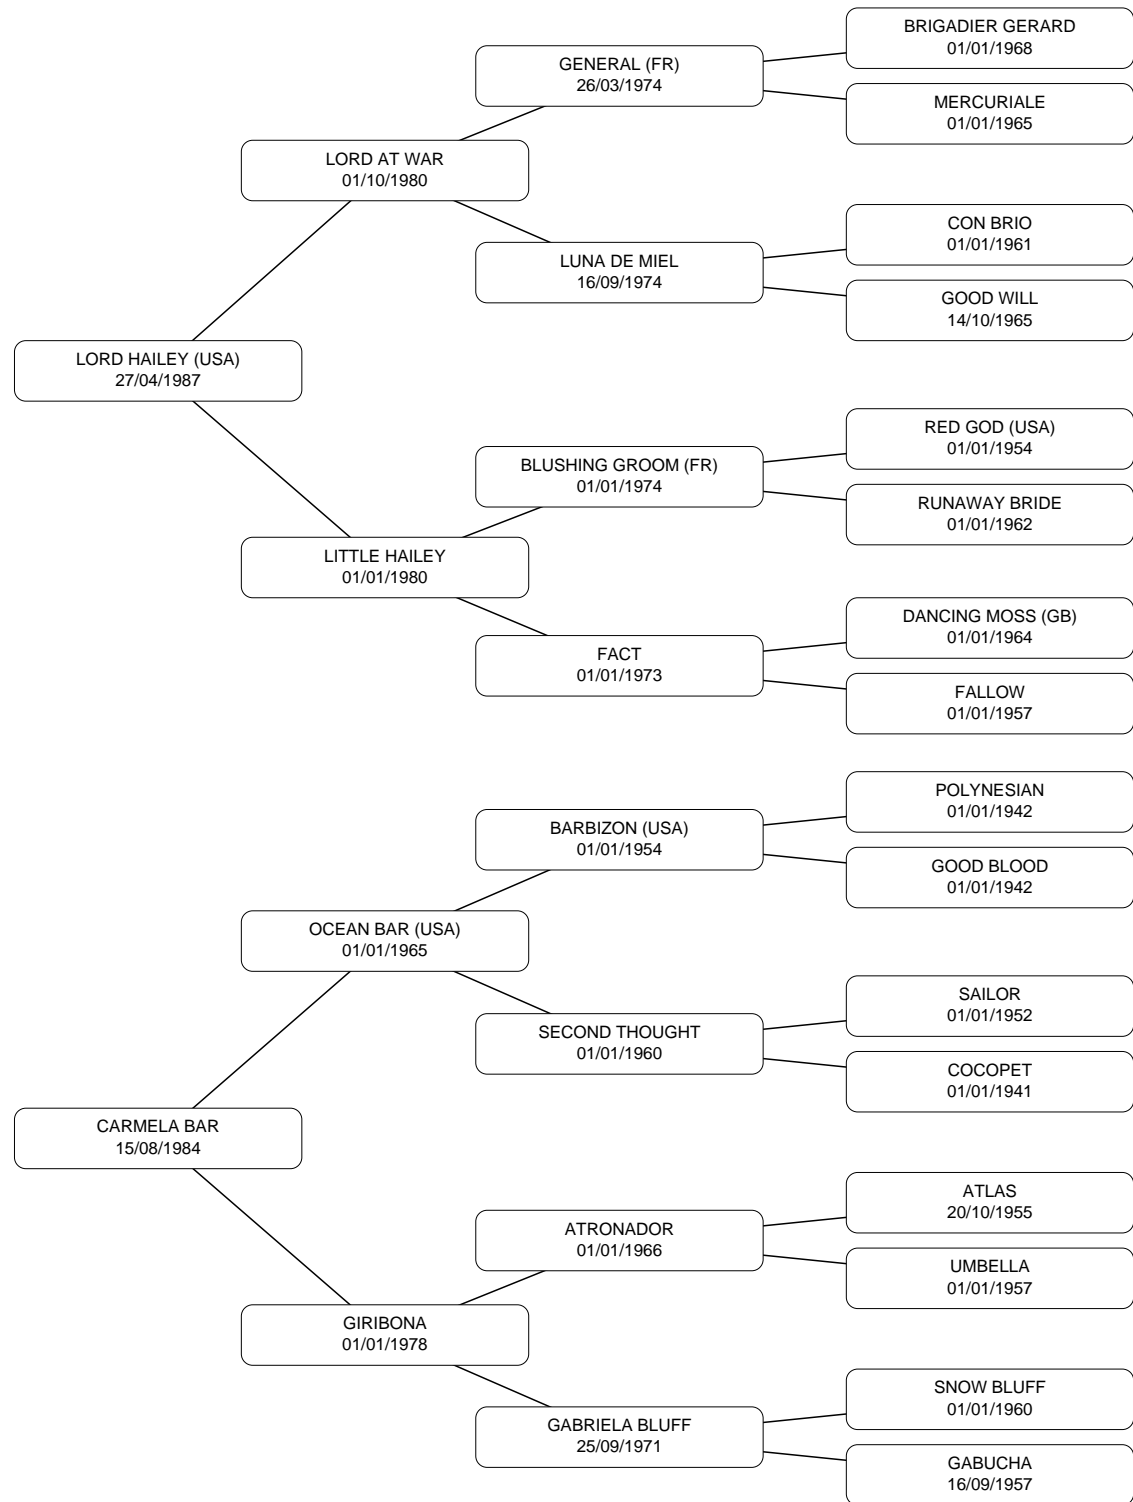 BRIGADIER GERARD
01/01/1968
GENERAL (FR)
26/03/1974
MERCURIALE
01/01/1965
LORD AT WAR
01/10/1980
CON BRIO
01/01/1961
LUNA DE MIEL
16/09/1974
GOOD WILL
14/10/1965
LORD HAILEY (USA)
27/04/1987
RED GOD (USA)
01/01/1954
BLUSHING GROOM (FR)
01/01/1974
RUNAWAY BRIDE
01/01/1962
LITTLE HAILEY
01/01/1980
DANCING MOSS (GB)
01/01/1964
FACT
01/01/1973
FALLOW
01/01/1957
POLYNESIAN
01/01/1942
BARBIZON (USA)
01/01/1954
GOOD BLOOD
01/01/1942
OCEAN BAR (USA)
01/01/1965
SAILOR
01/01/1952
SECOND THOUGHT
01/01/1960
COCOPET
01/01/1941
CARMELA BAR
15/08/1984
ATLAS
20/10/1955
ATRONADOR
01/01/1966
UMBELLA
01/01/1957
GIRIBONA
01/01/1978
SNOW BLUFF
01/01/1960
GABRIELA BLUFF
25/09/1971
GABUCHA
16/09/1957